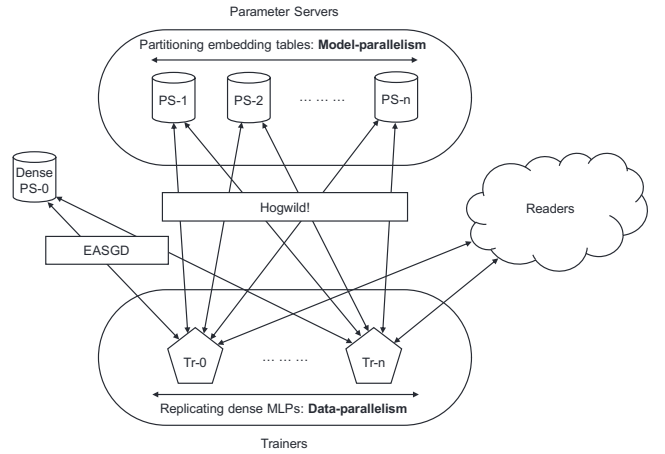 Parameter Servers
Partitioning embedding tables: Model-parallelism
PS-1
PS-2
... ... ...
PS-n
Dense
PS-0
Hogwild!
Readers
EASGD
Tr-0
... ... ...
Tr-n
Replicating dense MLPs: Data-parallelism
Trainers